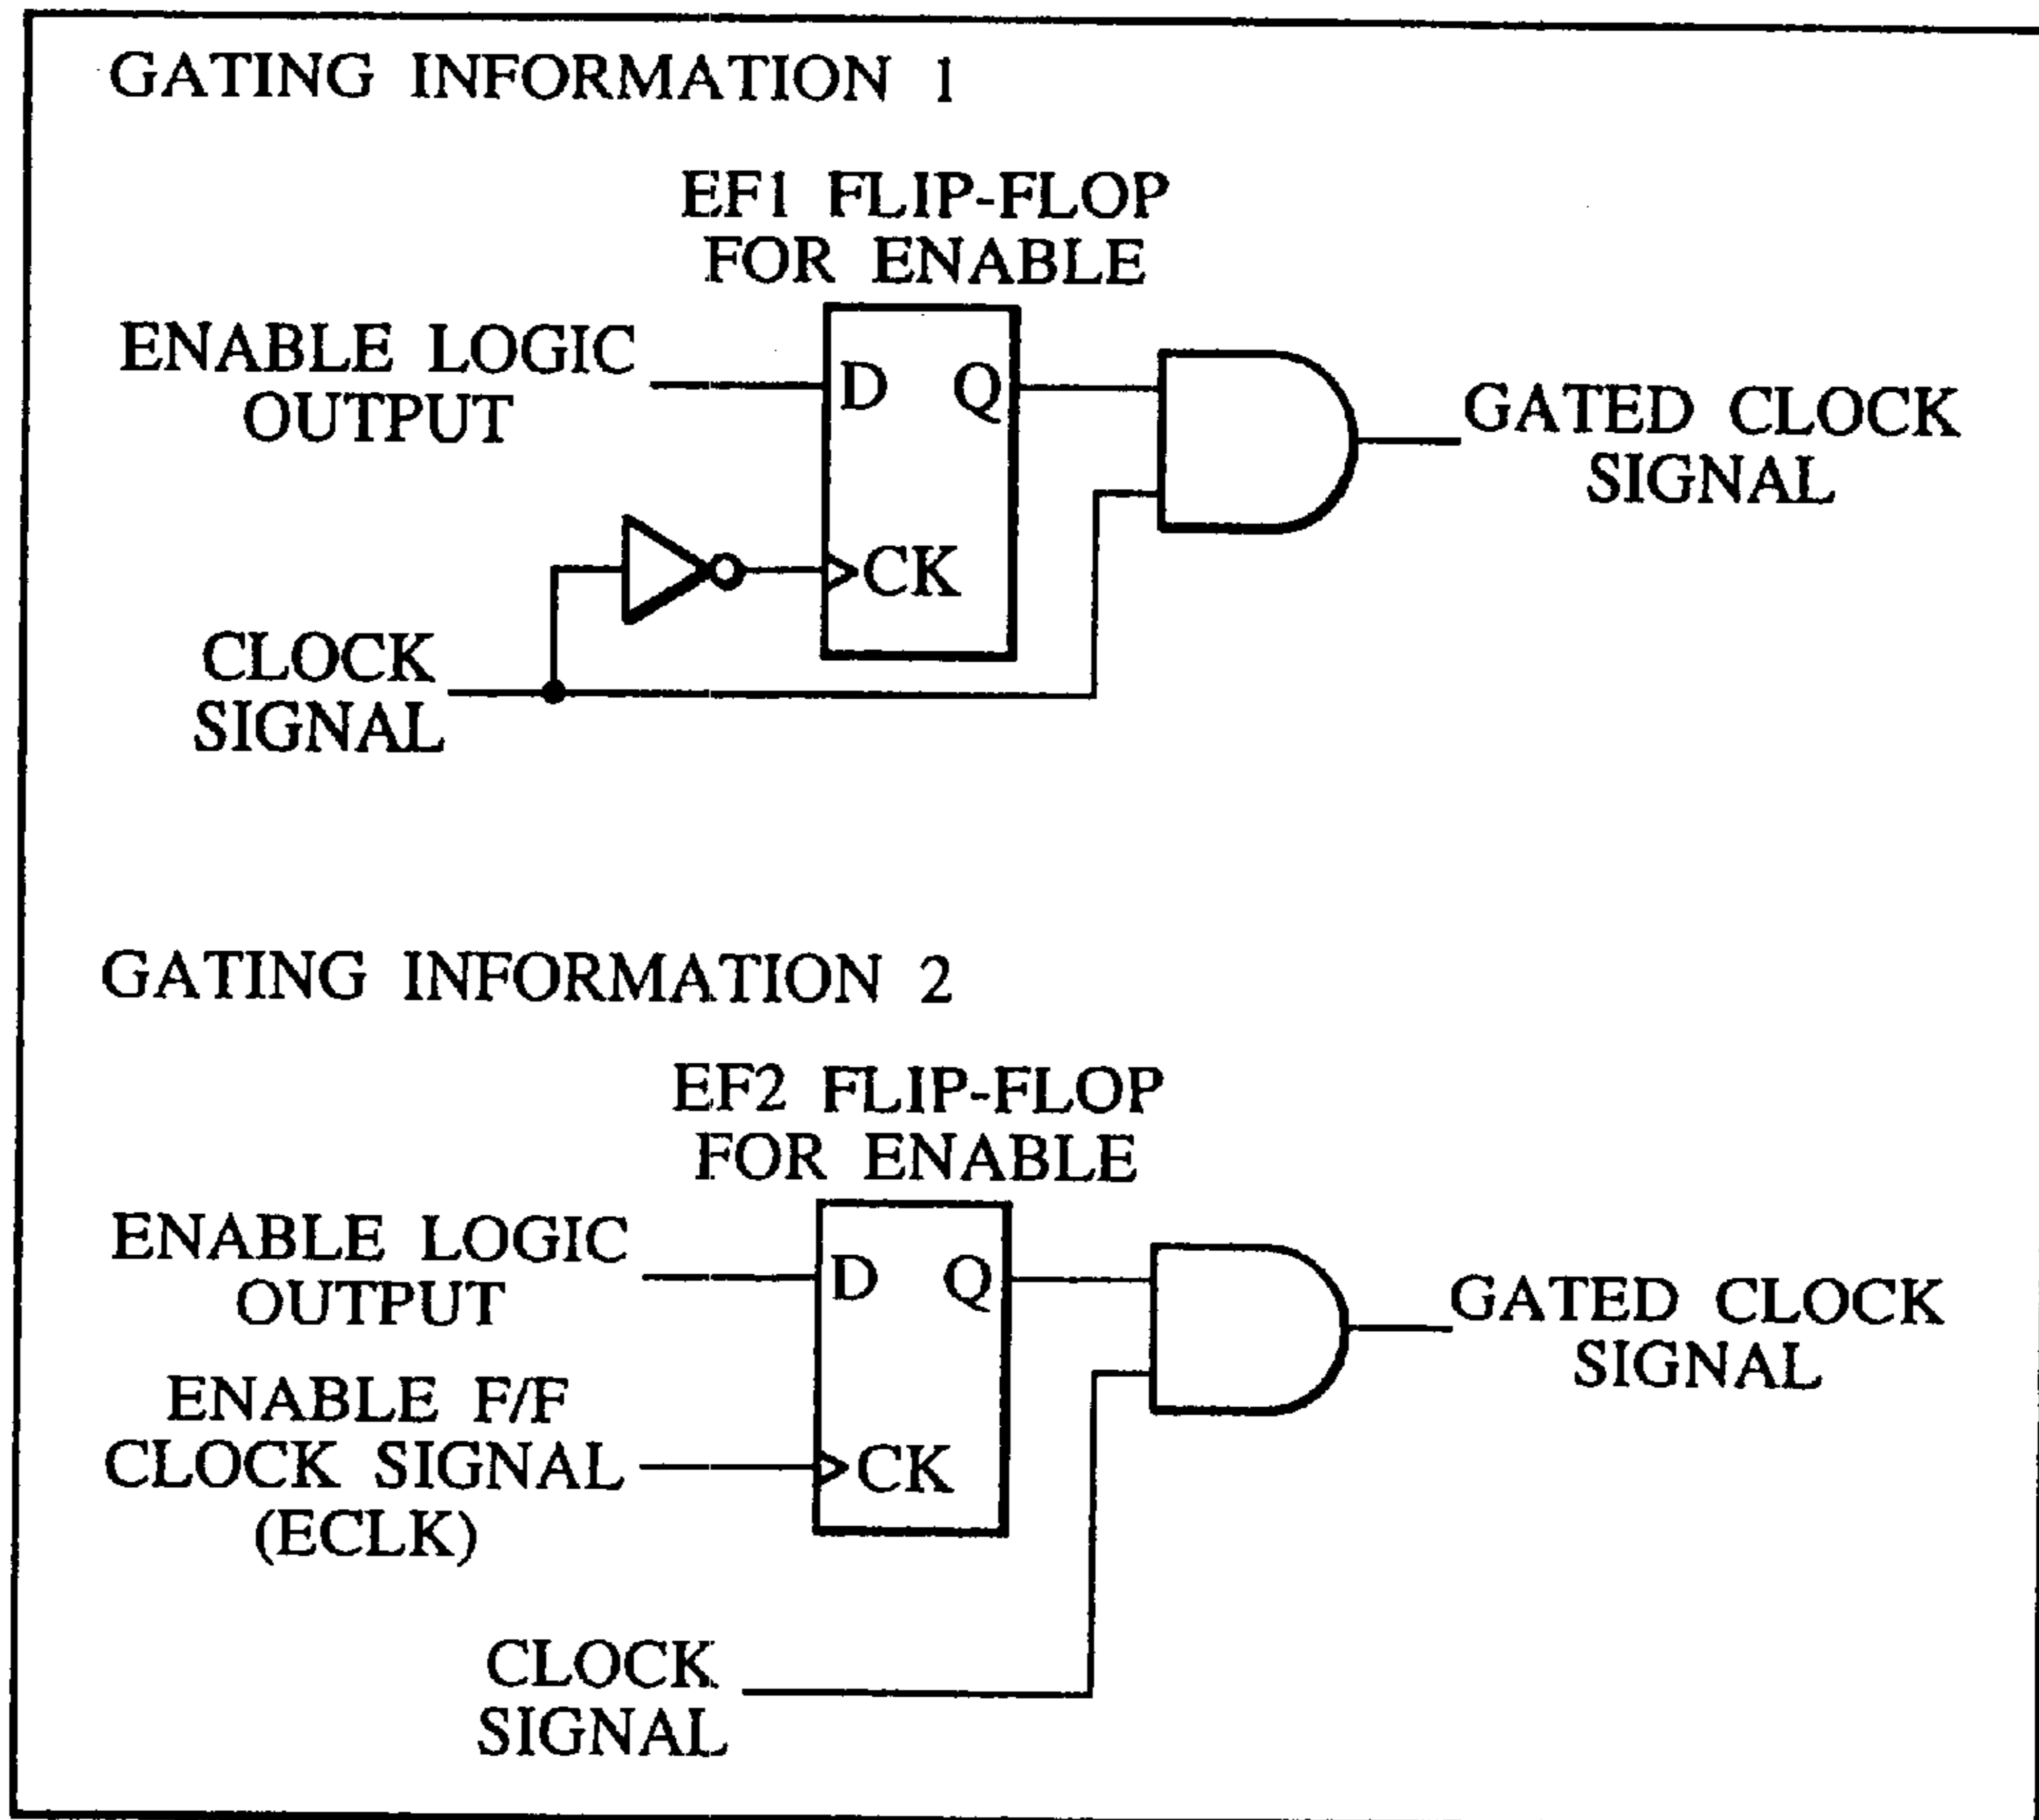 GATING INFORMATION 1
EF1 FLIP-FLOP
FOR ENABLE
ENABLE LOGIC
OUTPUT
D Q
GATED CLOCK
SIGNAL
CK
CLOCK
SIGNAL
GATING INFORMATION 2
EF2 FLIP-FLOP
FOR ENABLE
ENABLE LOGIC
OUTPUT
D Q
GATED CLOCK
SIGNAL
ENABLE F/F
CLOCK SIGNAL
(ECLK)
CK
CLOCK
SIGNAL